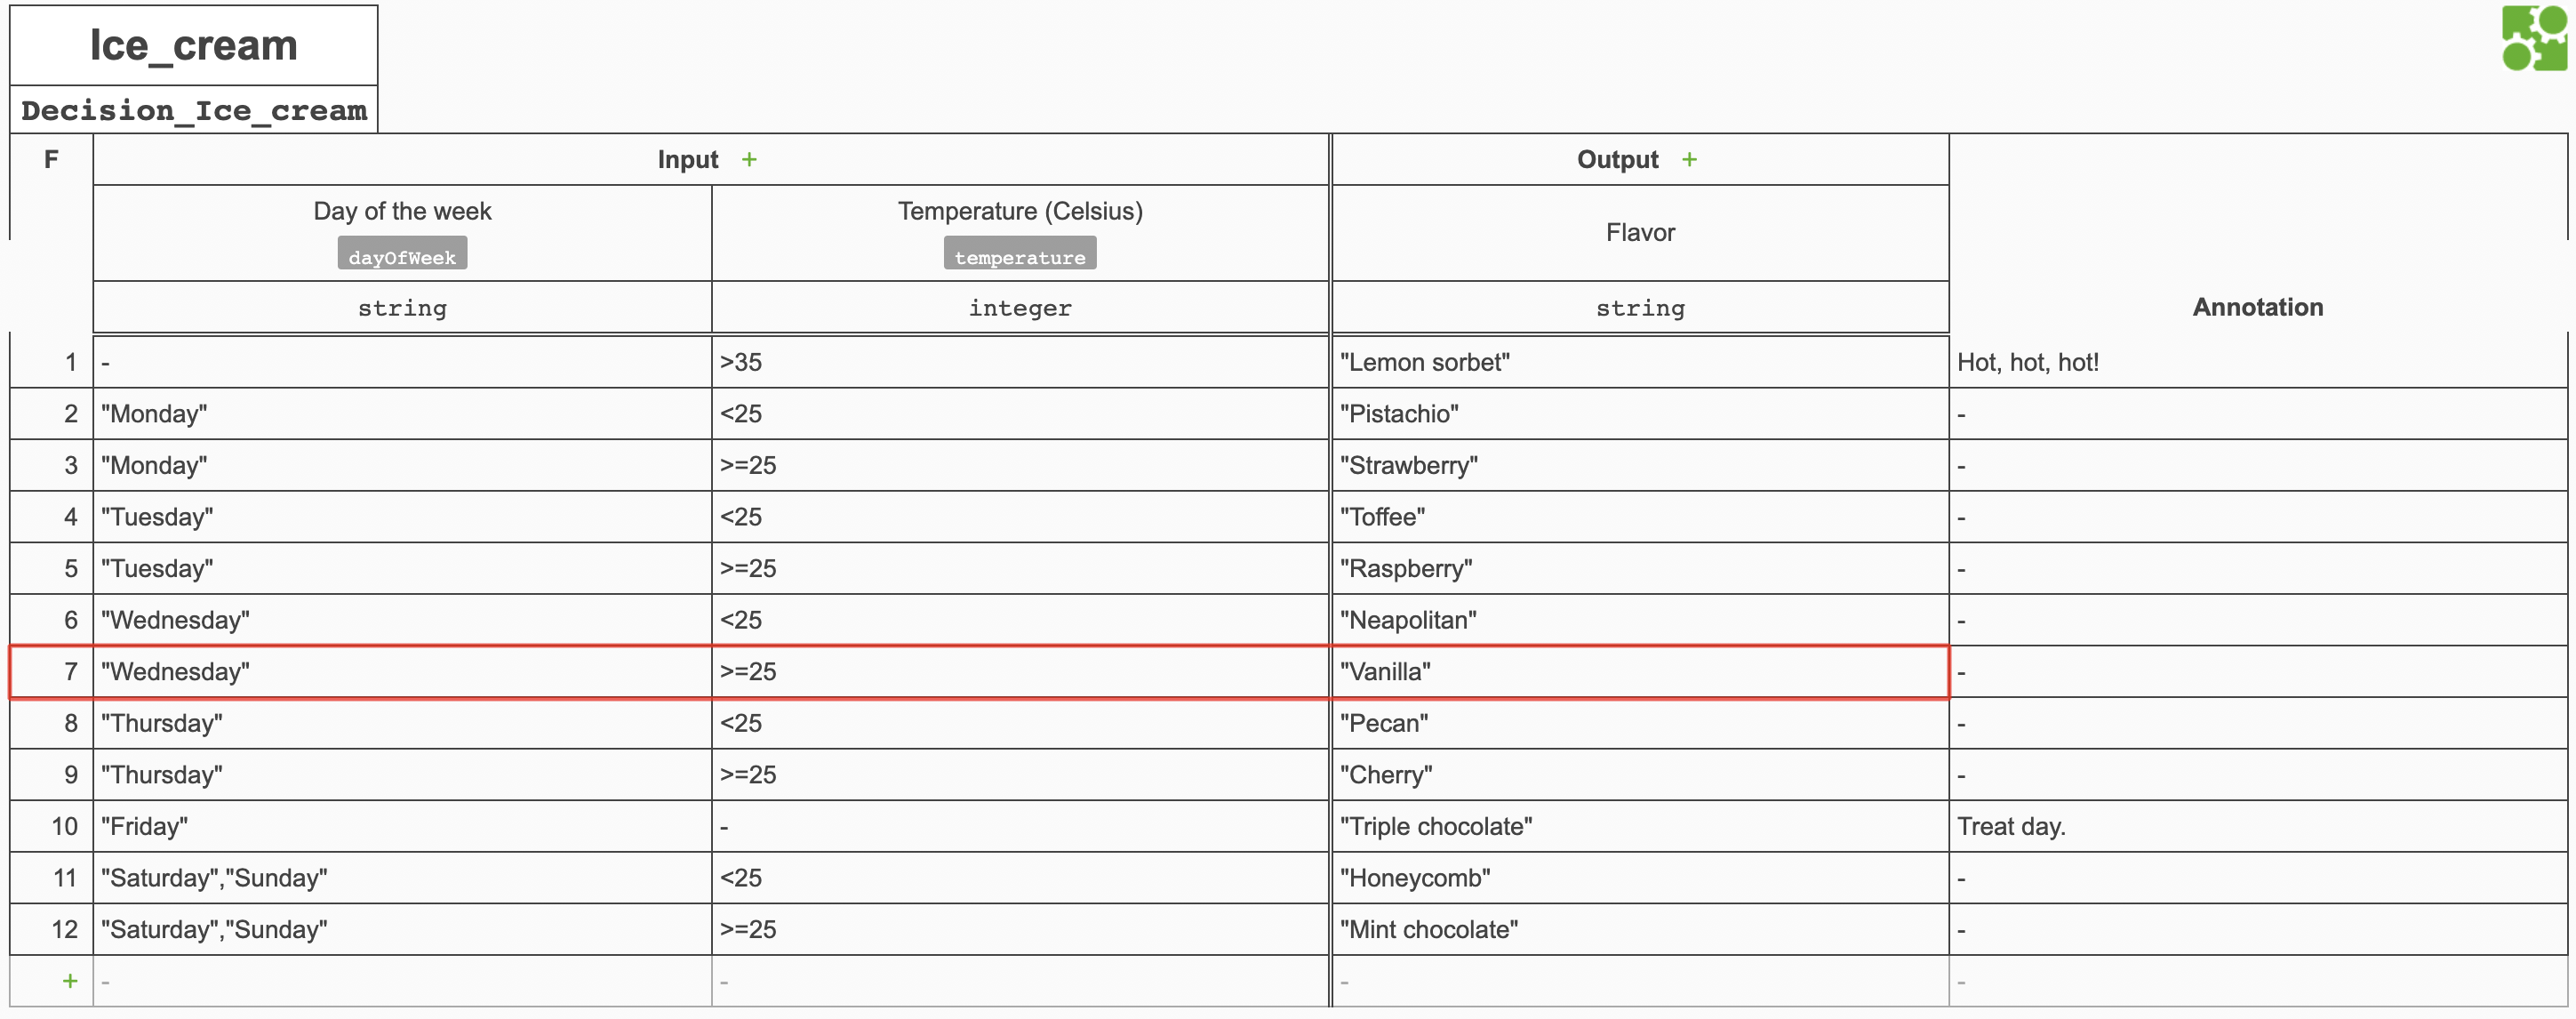 Ice_cream
Decision_Ice_cream
F Input + Output +
Day of the week Temperature (Celsius) Flavor
dayOfWeek temperature
string integer string Annotation
1 - >35 "Lemon sorbet" Hot, hot, hot!
2 "Monday" <25 "Pistachio" -
3 "Monday" >=25 "Strawberry" -
4 "Tuesday" <25 "Toffee" -
5 "Tuesday" >=25 "Raspberry" -
6 "Wednesday" <25 "Neapolitan" -
7 "Wednesday" >=25 "Vanilla" -
8 "Thursday" <25 "Pecan" -
9 "Thursday" >=25 "Cherry" -
10 "Friday" - "Triple chocolate" Treat day.
11 "Saturday","Sunday" <25 "Honeycomb" -
12 "Saturday","Sunday" >=25 "Mint chocolate" -
+ - - - -